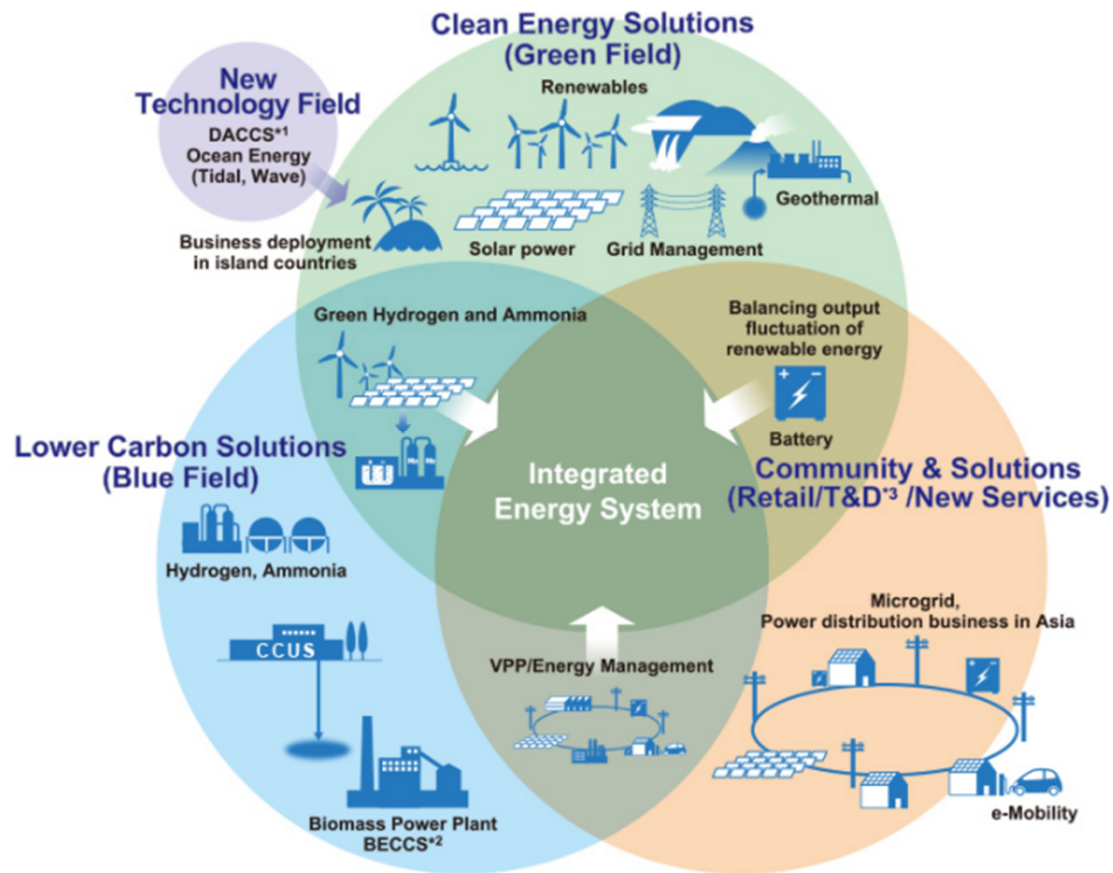 Clean Energy Solutions
(Green Field)
New
Technology Field
DACCS*1
Ocean Energy
(Tidal, Wave)
Renewables
Geothermal
Business deployment
in island countries
Solar power
Grid Management
Green Hydrogen and Ammonia
Balancing output
fluctuation of
renewable energy
Battery
Lower Carbon Solutions
(Blue Field)
Integrated
Energy System
Community & Solutions
(Retail/T&D*3 /New Services)
Hydrogen, Ammonia
CCUS
Microgrid,
Power distribution business in Asia
VPP/Energy Management
Biomass Power Plant
BECCS*2
e-Mobility